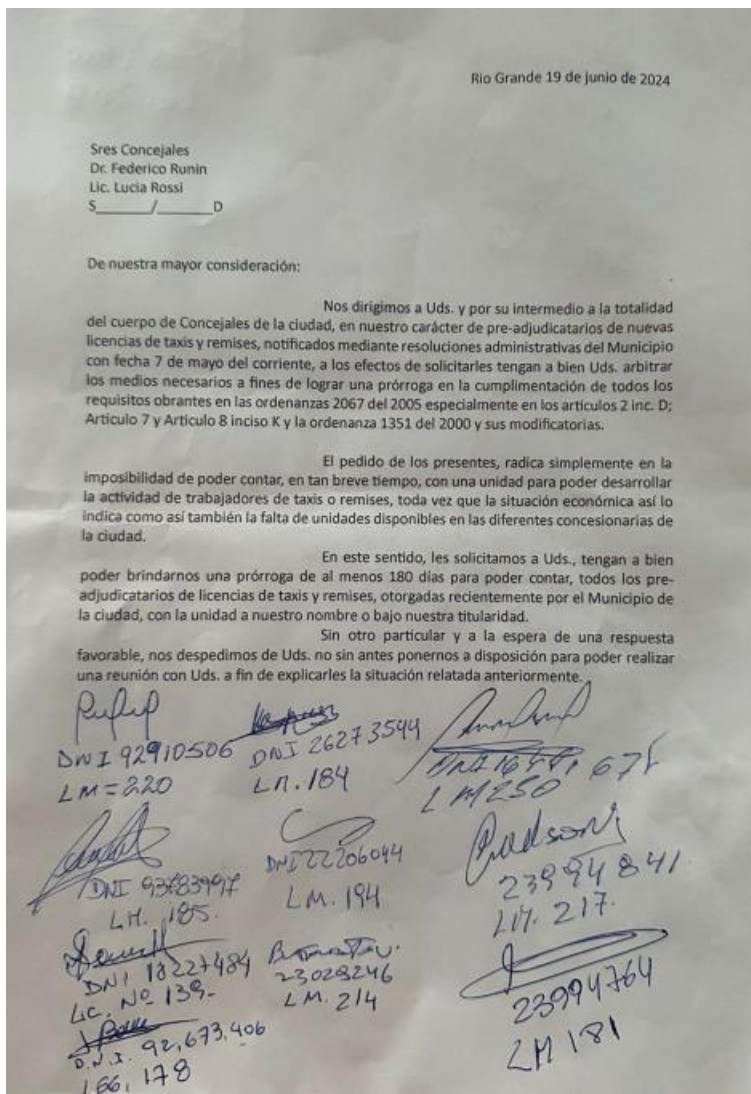 Rio Grande 19 de junio de 2024
Sres Concejales
Dr. Federico Runin
Lic. Lucia Rossi
S______/______D
De nuestra mayor consideración:
Nos dirigimos a Uds. y por su intermedio a la totalidad
del cuerpo de Concejales de la ciudad, en nuestro carácter de pre-adjudicatarios de nuevas
licencias de taxis y remises, notificados mediante resoluciones administrativas del Municipio
con fecha 7 de mayo del corriente, a los efectos de solicitarles tengan a bien Uds. arbitrar
los medios necesarios a fines de lograr una prórroga en la cumplimentación de todos los
requisitos obrantes en las ordenanzas 2067 del 2005 especialmente en los artículos 2 inc. D;
Articulo 7 y Articulo 8 inciso K y la ordenanza 1351 del 2000 y sus modificatorias.
El pedido de los presentes, radica simplemente en la
imposibilidad de poder contar, en tan breve tiempo, con una unidad para poder desarrollar
la actividad de trabajadores de taxis o remises, toda vez que la situación económica así lo
indica como así también la falta de unidades disponibles en las diferentes concesionarias de
la ciudad.
En este sentido, les solicitamos a Uds., tengan a bien
poder brindarnos una prórroga de al menos 180 días para poder contar, todos los pre-
adjudicatarios de licencias de taxis y remises, otorgadas recientemente por el Municipio de
la ciudad, con la unidad a nuestro nombre o bajo nuestra titularidad.
Sin otro particular y a la espera de una respuesta
favorable, nos despedimos de Uds. no sin antes ponernos a disposición para poder realizar
una reunión con Uds. a fin de explicarles la situación relatada anteriormente.
DNI 92910506
LM=220
DNI 26273544
LM. 184
DNI
LM 250
DNI
LM. 185.
DNI 22206044
LM. 194
23994841
LM. 217.
DNI 18227484
LIC. Nº 139-
23029246
LM. 214
23994764
LM 181
D.N.I. 92,673,406
LEG, 178